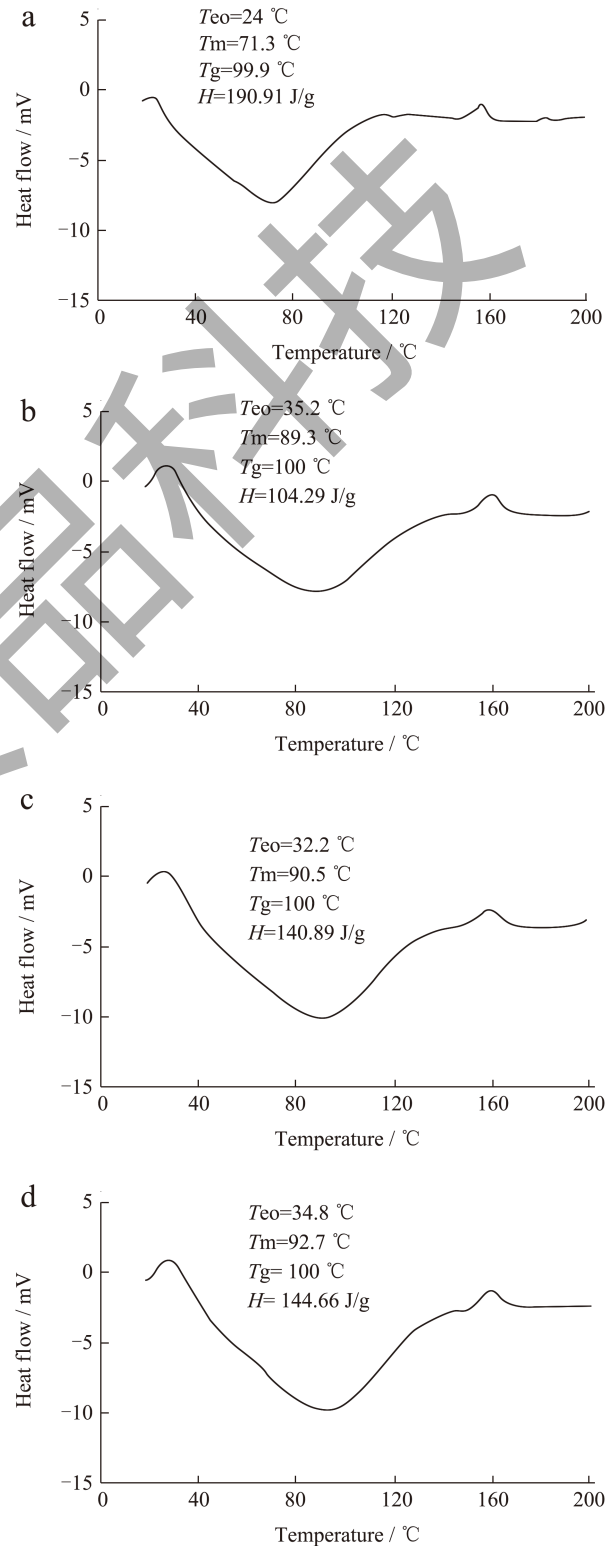 a
Teo=24 ℃
Tm=71.3 ℃
Tg=99.9 ℃
H=190.91 J/g
5
0
−5
−10
−15
Heat flow / mV
0 40 80 120 160 200
Temperature / ℃
b
Teo=35.2 ℃
Tm=89.3 ℃
Tg=100 ℃
H=104.29 J/g
5
0
−5
−10
−15
Heat flow / mV
0 40 80 120 160 200
Temperature / ℃
c
Teo=32.2 ℃
Tm=90.5 ℃
Tg=100 ℃
H=140.89 J/g
5
0
−5
−10
−15
Heat flow / mV
0 40 80 120 160 200
Temperature / ℃
d
Teo=34.8 ℃
Tm=92.7 ℃
Tg= 100 ℃
H= 144.66 J/g
5
0
−5
−10
−15
Heat flow / mV
0 40 80 120 160 200
Temperature / ℃
品科技